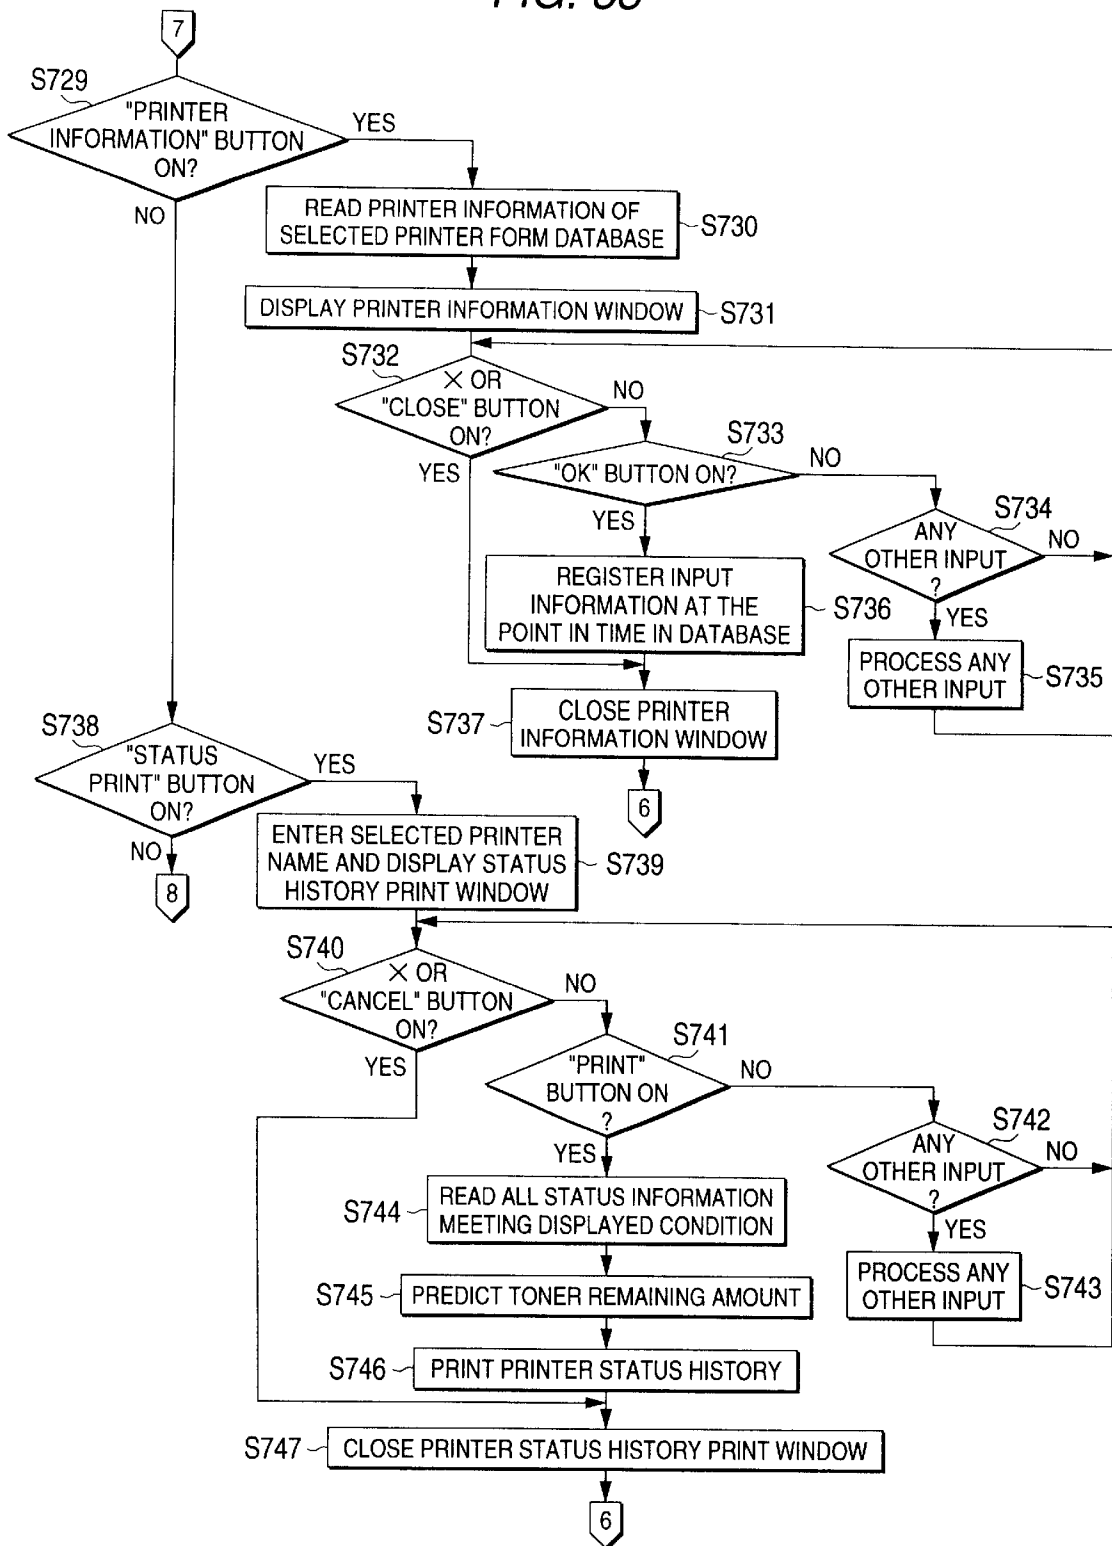 7
S729
"PRINTER
INFORMATION" BUTTON
ON?
YES
NO
READ PRINTER INFORMATION OF
SELECTED PRINTER FORM DATABASE
S730
DISPLAY PRINTER INFORMATION WINDOW
S731
S732
× OR
"CLOSE" BUTTON
ON?
NO
YES
S733
"OK" BUTTON ON?
NO
YES
S734
ANY
OTHER INPUT
?
NO
YES
REGISTER INPUT
INFORMATION AT THE
POINT IN TIME IN DATABASE
S736
PROCESS ANY
OTHER INPUT
S735
S737
CLOSE PRINTER
INFORMATION WINDOW
6
S738
"STATUS
PRINT" BUTTON
ON?
YES
NO
8
ENTER SELECTED PRINTER
NAME AND DISPLAY STATUS
HISTORY PRINT WINDOW
S739
S740
× OR
"CANCEL" BUTTON
ON?
NO
YES
S741
"PRINT"
BUTTON ON
?
NO
YES
S742
ANY
OTHER INPUT
?
NO
YES
S744
READ ALL STATUS INFORMATION
MEETING DISPLAYED CONDITION
PROCESS ANY
OTHER INPUT
S743
S745
PREDICT TONER REMAINING AMOUNT
S746
PRINT PRINTER STATUS HISTORY
S747
CLOSE PRINTER STATUS HISTORY PRINT WINDOW
6